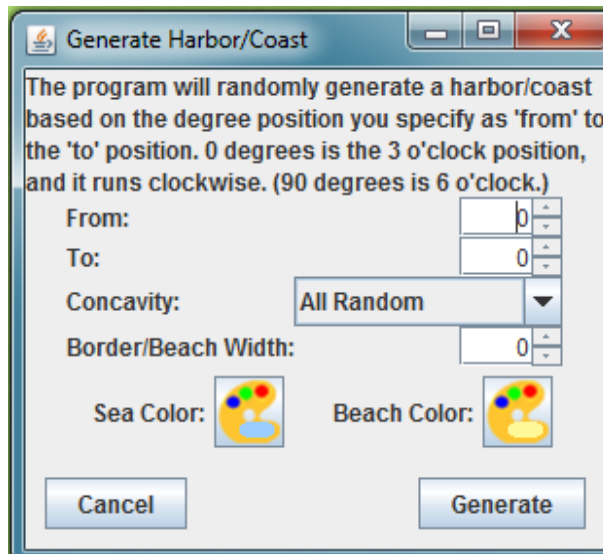 Generate Harbor/Coast
The program will randomly generate a harbor/coast
based on the degree position you specify as 'from' to
the 'to' position. 0 degrees is the 3 o'clock position,
and it runs clockwise. (90 degrees is 6 o'clock.)
From: 0
To: 0
Concavity: All Random
Border/Beach Width: 0
Sea Color: Beach Color:
Cancel Generate